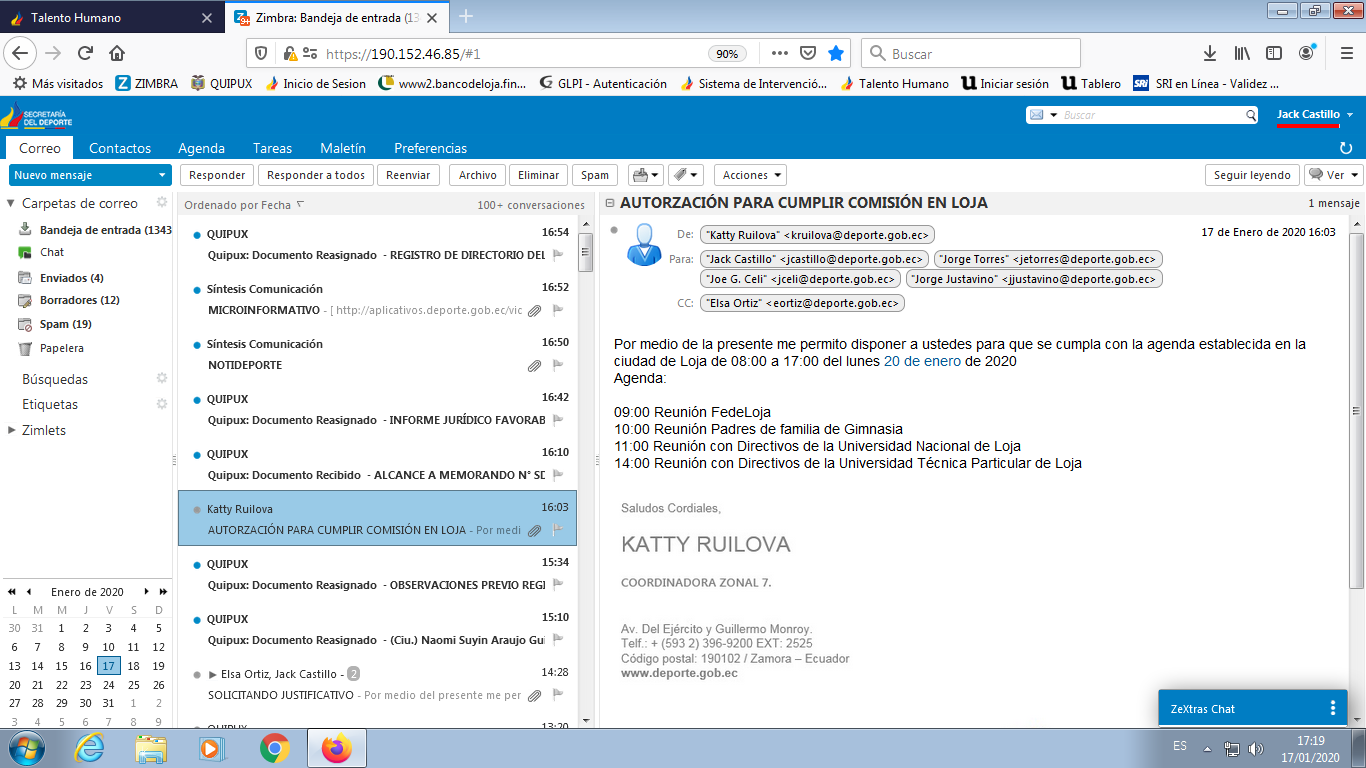 Talento Humano
Zimbra: Bandeja de entrada (13
https://190.152.46.85/#1
90%
Buscar
Más visitados
ZIMBRA
QUIPUX
Inicio de Sesion
www2.bancodeloja.fin...
GLPI - Autenticación
Sistema de Intervenció...
Talento Humano
Iniciar sesión
Tablero
SRI en Línea - Validez ...
SECRETARÍA
DEL DEPORTE
Buscar
Jack Castillo
Correo
Contactos
Agenda
Tareas
Maletín
Preferencias
Nuevo mensaje
Responder
Responder a todos
Reenviar
Archivo
Eliminar
Spam
Acciones
Seguir leyendo
Ver
Carpetas de correo
Bandeja de entrada (1343
Chat
Enviados (4)
Borradores (12)
Spam (19)
Papelera
Búsquedas
Etiquetas
Zimlets
Enero de 2020
L M M J V S D
30 31 1 2 3 4 5
6 7 8 9 10 11 12
13 14 15 16 17 18 19
20 21 22 23 24 25 26
27 28 29 30 31 1 2
3 4 5 6 7 8 9
Ordenado por Fecha
100+ conversaciones
QUIPUX 16:54
Quipux: Documento Reasignado - REGISTRO DE DIRECTORIO DEL
Síntesis Comunicación 16:52
MICROINFORMATIVO - [ http://aplicativos.deporte.gob.ec/vic
Síntesis Comunicación 16:50
NOTIDEPORTE
QUIPUX 16:42
Quipux: Documento Reasignado - INFORME JURÍDICO FAVORAB
QUIPUX 16:10
Quipux: Documento Recibido - ALCANCE A MEMORANDO N° SD
Katty Ruilova 16:03
AUTORZACIÓN PARA CUMPLIR COMISIÓN EN LOJA - Por medi
QUIPUX 15:34
Quipux: Documento Reasignado - OBSERVACIONES PREVIO REGI
QUIPUX 15:10
Quipux: Documento Reasignado - (Ciu.) Naomi Suyin Araujo Gui
Elsa Ortiz, Jack Castillo - 2 14:28
SOLICITANDO JUSTIFICATIVO - Por medio del presente me per
QUIPUX 13:20
AUTORZACIÓN PARA CUMPLIR COMISIÓN EN LOJA
1 mensaje
De: "Katty Ruilova" <kruilova@deporte.gob.ec>
17 de Enero de 2020 16:03
Para: "Jack Castillo" <jcastillo@deporte.gob.ec> "Jorge Torres" <jetorres@deporte.gob.ec>
"Joe G. Celi" <jceli@deporte.gob.ec> "Jorge Justavino" <jjustavino@deporte.gob.ec>
CC: "Elsa Ortiz" <eortiz@deporte.gob.ec>
Por medio de la presente me permito disponer a ustedes para que se cumpla con la agenda establecida en la
ciudad de Loja de 08:00 a 17:00 del lunes 20 de enero de 2020
Agenda:
09:00 Reunión FedeLoja
10:00 Reunión Padres de familia de Gimnasia
11:00 Reunión con Directivos de la Universidad Nacional de Loja
14:00 Reunión con Directivos de la Universidad Técnica Particular de Loja
Saludos Cordiales,
KATTY RUILOVA
COORDINADORA ZONAL 7.
Av. Del Ejército y Guillermo Monroy.
Telf.: + (593 2) 396-9200 EXT: 2525
Código postal: 190102 / Zamora – Ecuador
www.deporte.gob.ec
ZeXtras Chat
ES
17:19
17/01/2020